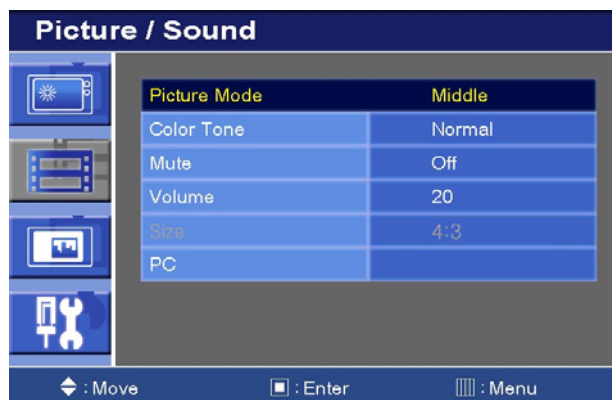 Picture / Sound
Picture Mode Middle
Color Tone Normal
Mute Off
Volume 20
Size 4:3
PC
: Move : Enter : Menu